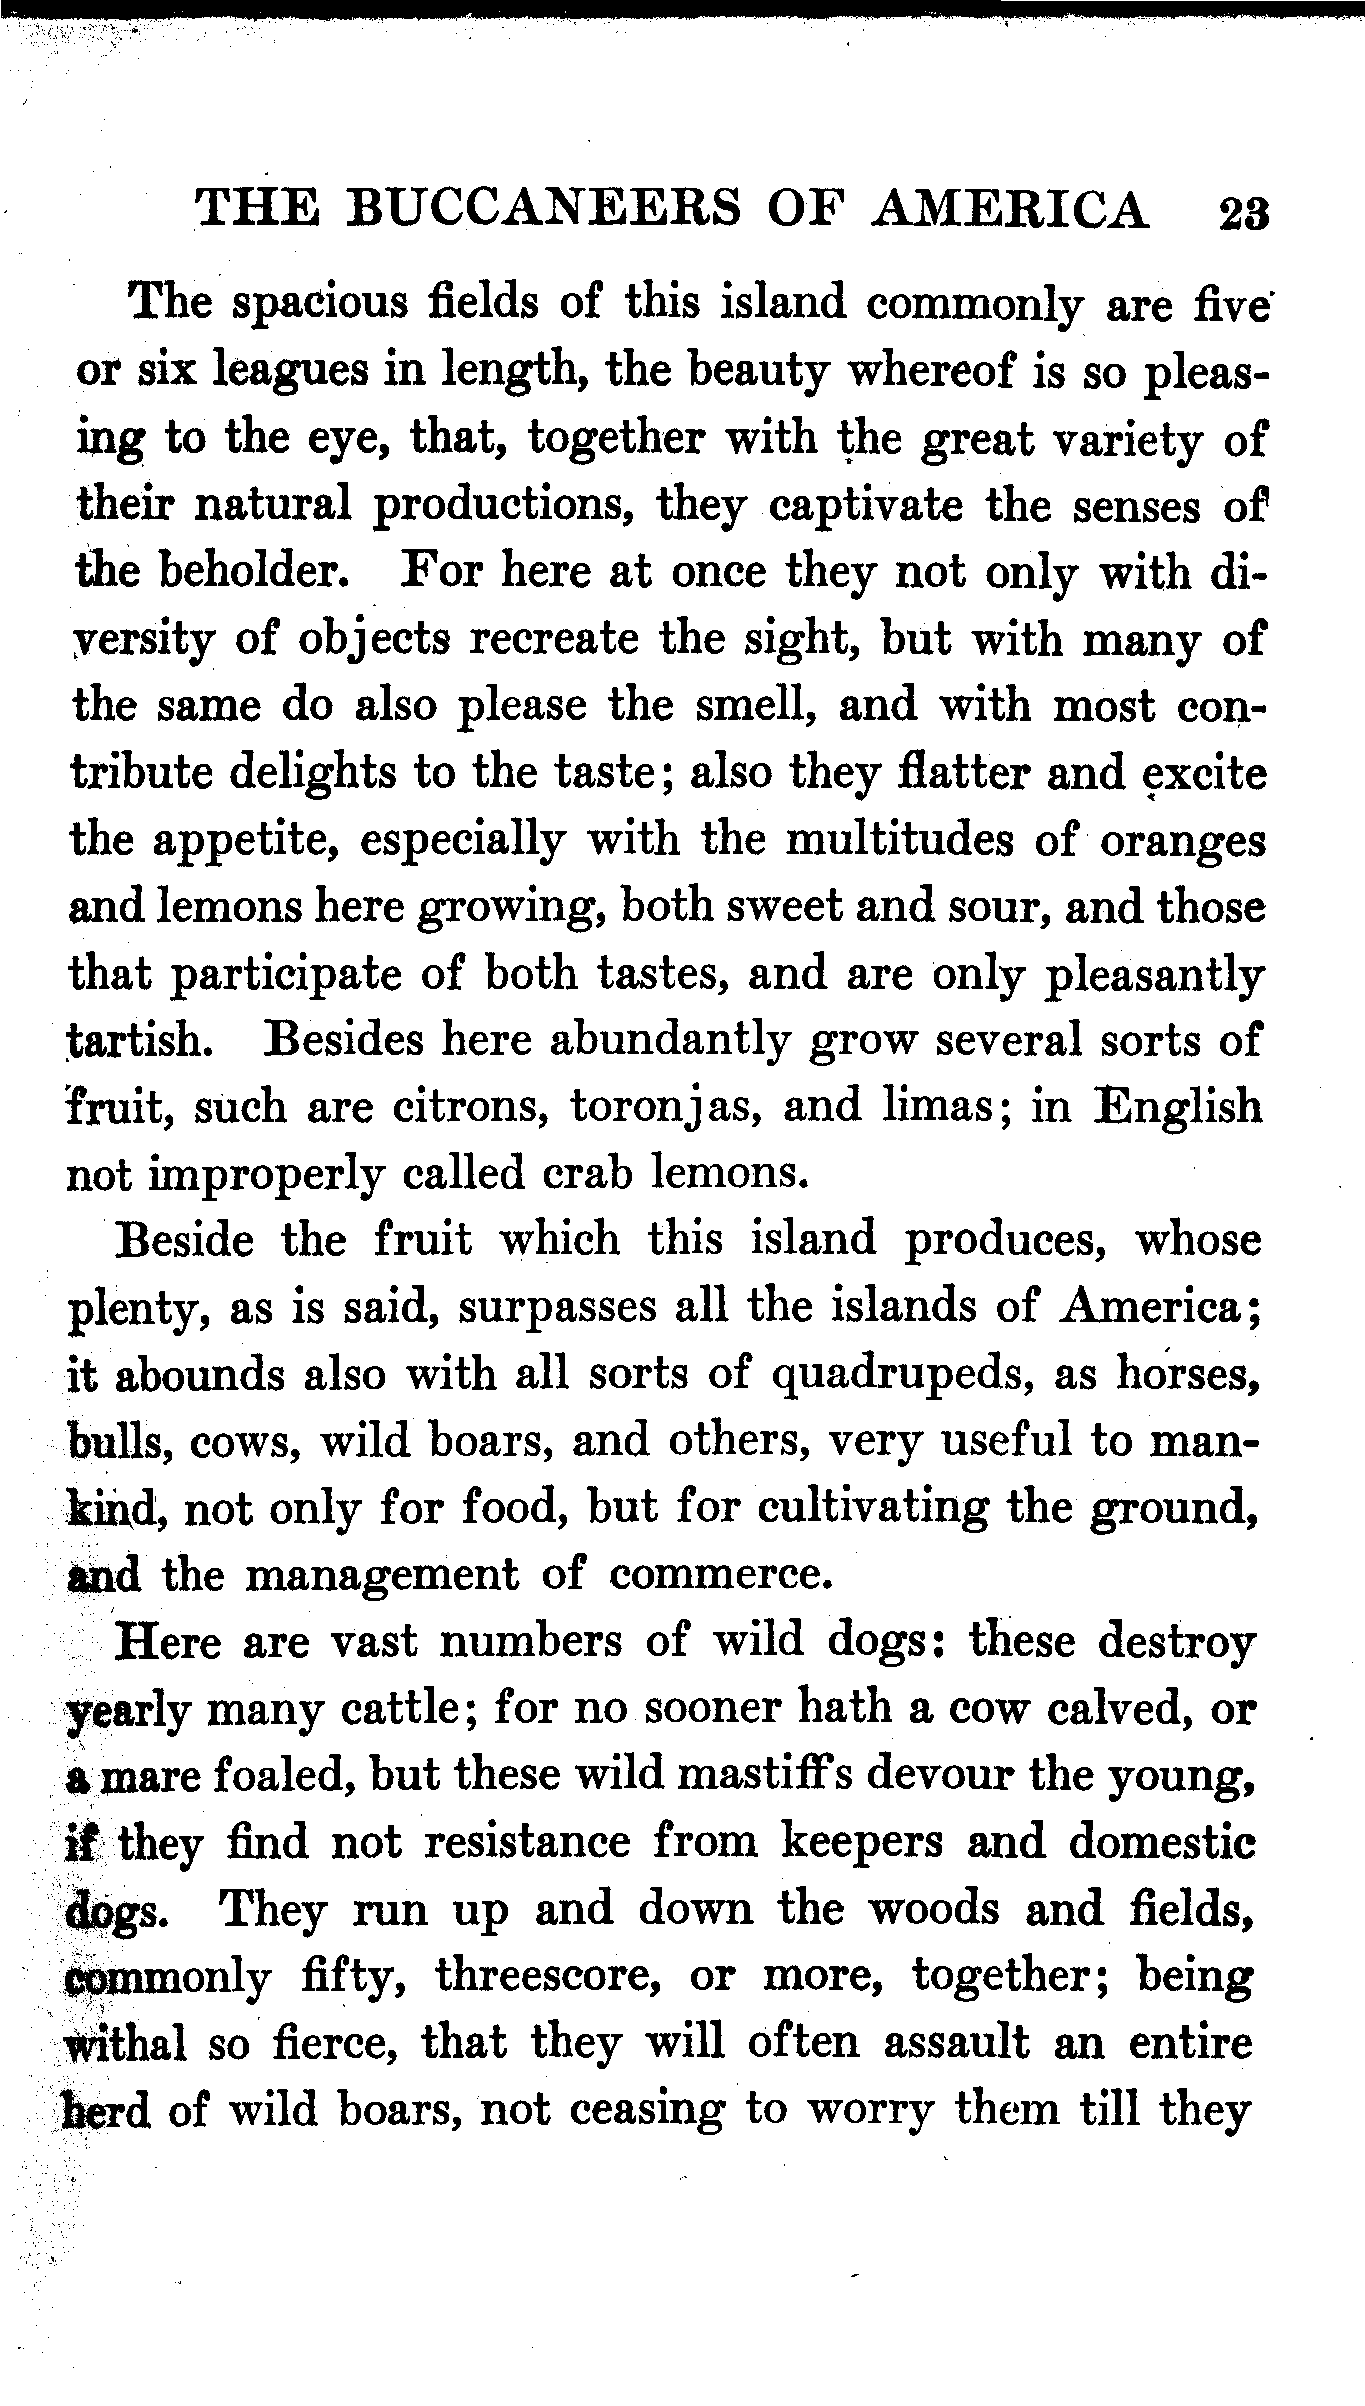 THE BUCCANEERS OF AMERICA 23
The spacious fields of this island commonly are five
or six leagues in length, the beauty whereof is so pleas-
ing to the eye, that, together with the great variety of
their natural productions, they captivate the senses of
the beholder. For here at once they not only with di-
versity of objects recreate the sight, but with many of
the same do also please the smell, and with most con-
tribute delights to the taste; also they flatter and excite
the appetite, especially with the multitudes of oranges
and lemons here growing, both sweet and sour, and those
that participate of both tastes, and are only pleasantly
tartish. Besides here abundantly grow several sorts of
fruit, such are citrons, toronjas, and limas; in English
not improperly called crab lemons.
Beside the fruit which this island produces, whose
plenty, as is said, surpasses all the islands of America;
it abounds also with all sorts of quadrupeds, as horses,
bulls, cows, wild boars, and others, very useful to man-
kind, not only for food, but for cultivating the ground,
and the management of commerce.
Here are vast numbers of wild dogs: these destroy
yearly many cattle; for no sooner hath a cow calved, or
a mare foaled, but these wild mastiffs devour the young,
if they find not resistance from keepers and domestic
dogs. They run up and down the woods and fields,
commonly fifty, threescore, or more, together; being
withal so fierce, that they will often assault an entire
herd of wild boars, not ceasing to worry them till they